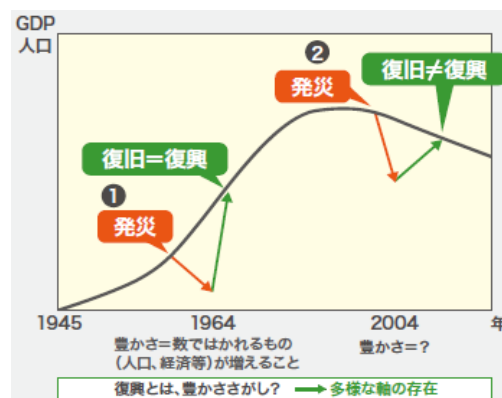 GDP
人口
❷
発災
復旧≠復興
復旧=復興
❶
発災
1945
1964
2004
年
豊かさ=数ではかれるもの
(人口、経済等)が増えること
豊かさ=?
復興とは、豊かささがし? → 多様な軸の存在